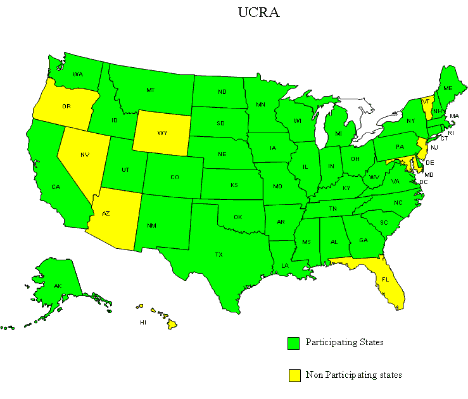 UCRA
WA
OR
CA
NV
ID
MT
WY
UT
AZ
CO
NM
ND
SD
NE
KS
OK
TX
MN
IA
MO
AR
LA
WI
IL
MI
IN
OH
KY
TN
MS
AL
GA
FL
SC
NC
VA
WV
PA
NY
VT
NH
ME
MA
RI
CT
NJ
DE
MB
DC
AK
HI
Participating States
Non Participating states